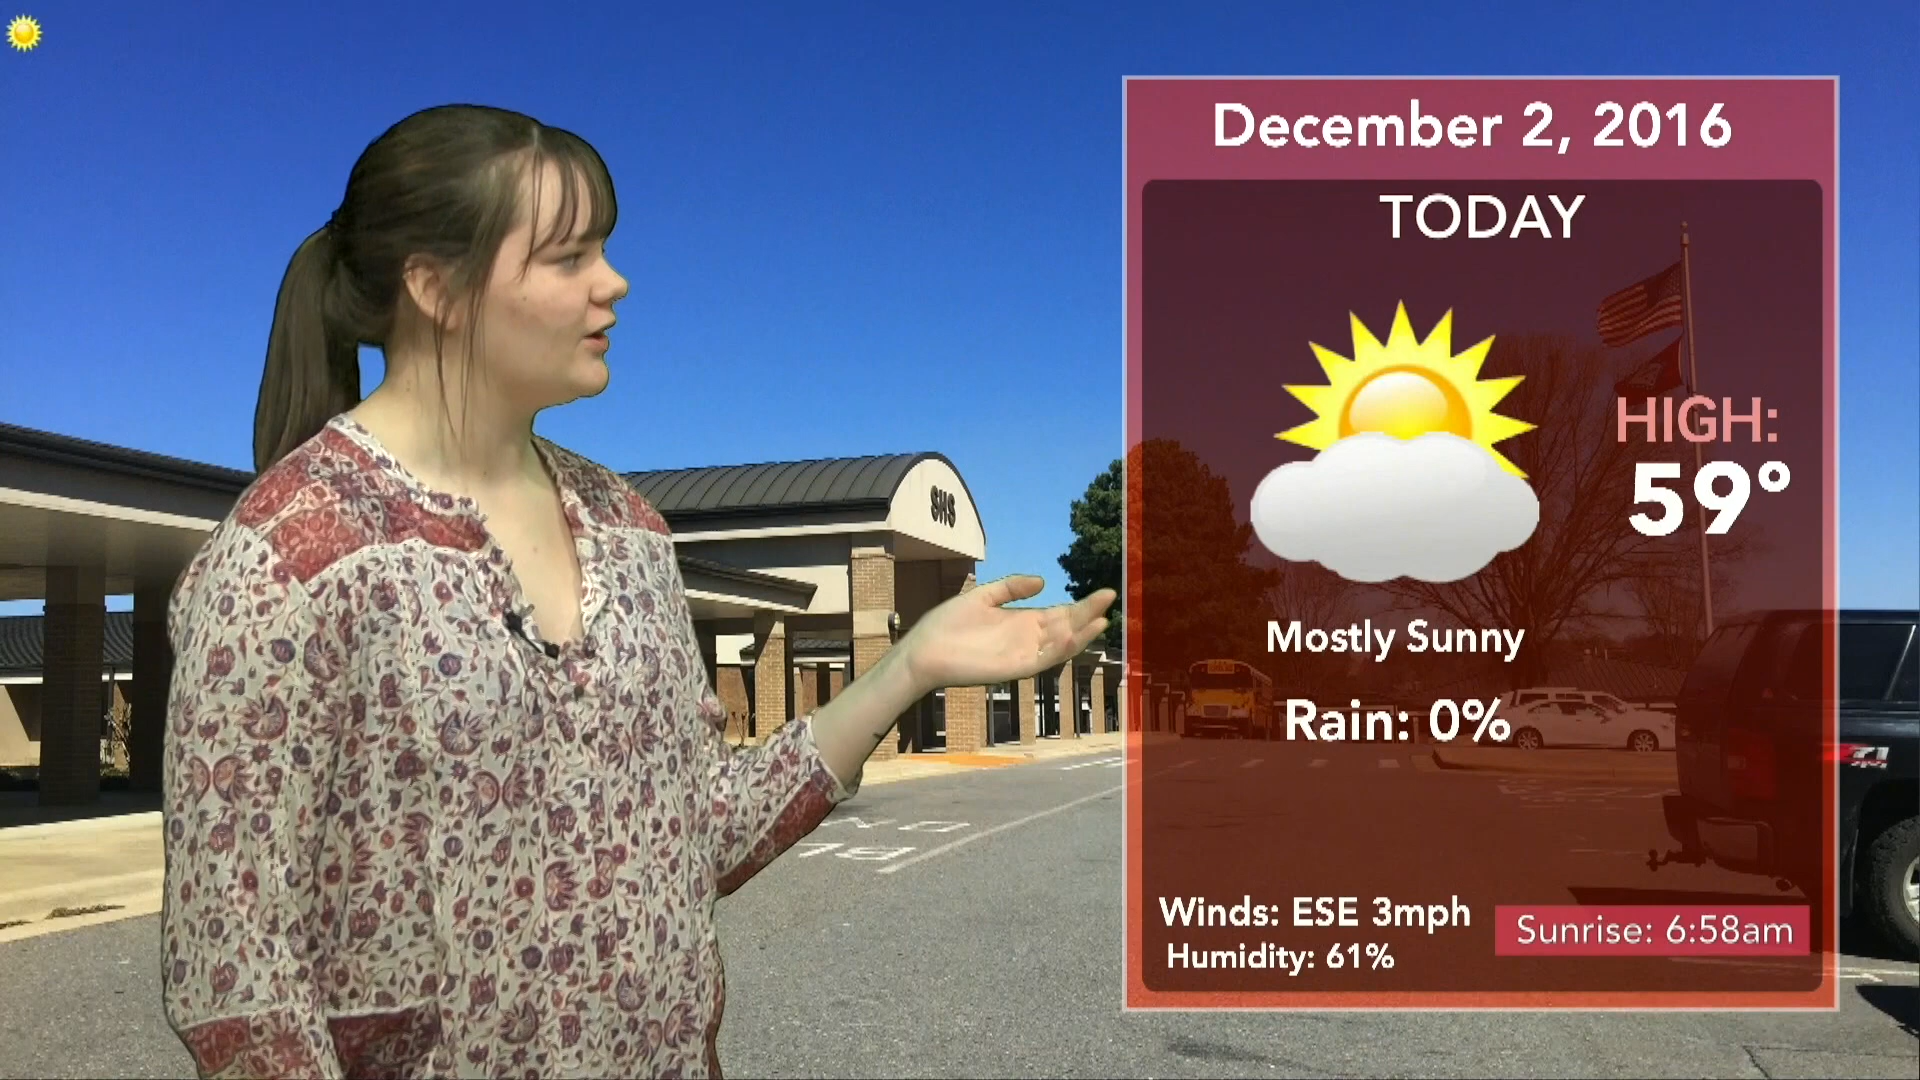 December 2, 2016
TODAY
HIGH:
59°
SHS
Mostly Sunny
Rain: 0%
Winds: ESE 3mph
Humidity: 61%
Sunrise: 6:58am